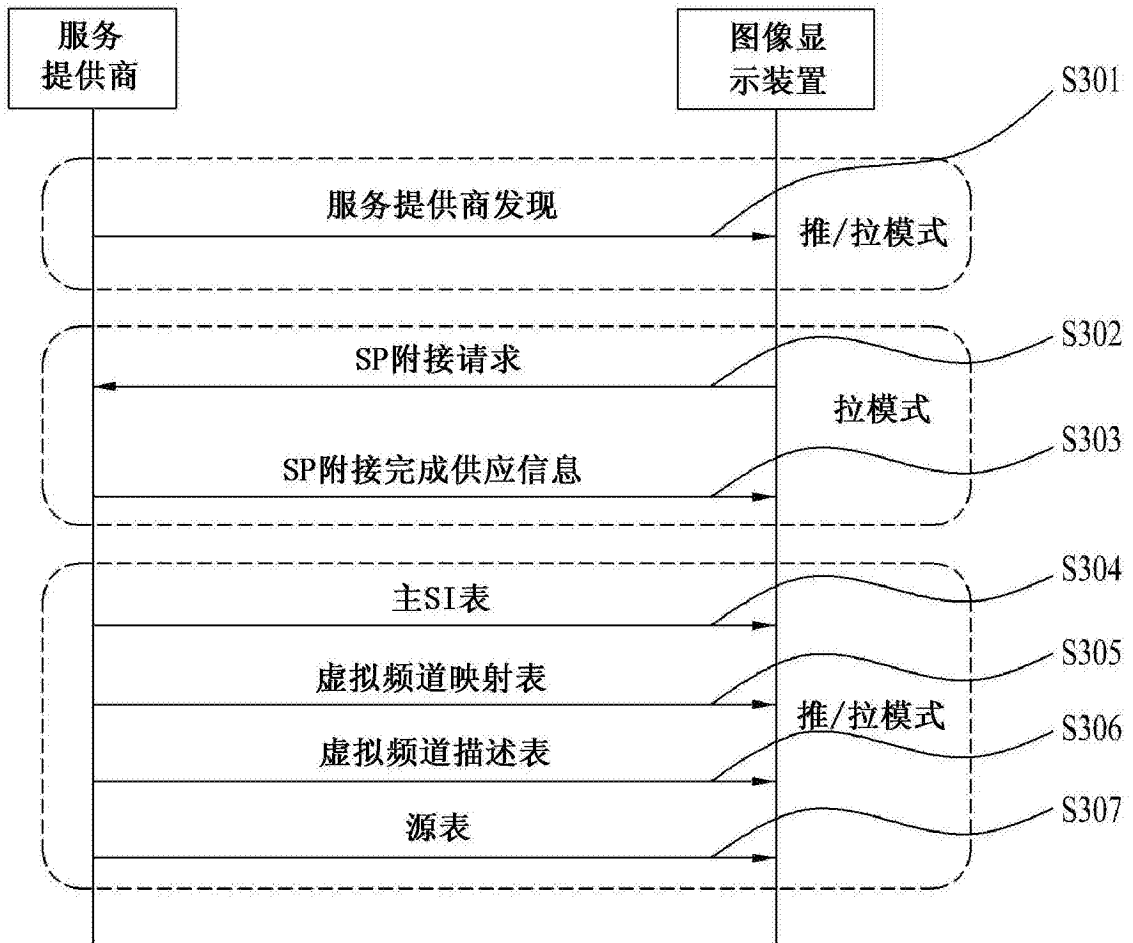 服务
提供商
图像显
示装置
S301
服务提供商发现
推/拉模式
SP附接请求
S302
拉模式
SP附接完成供应信息
S303
主SI表
S304
虚拟频道映射表
S305
推/拉模式
虚拟频道描述表
S306
源表
S307